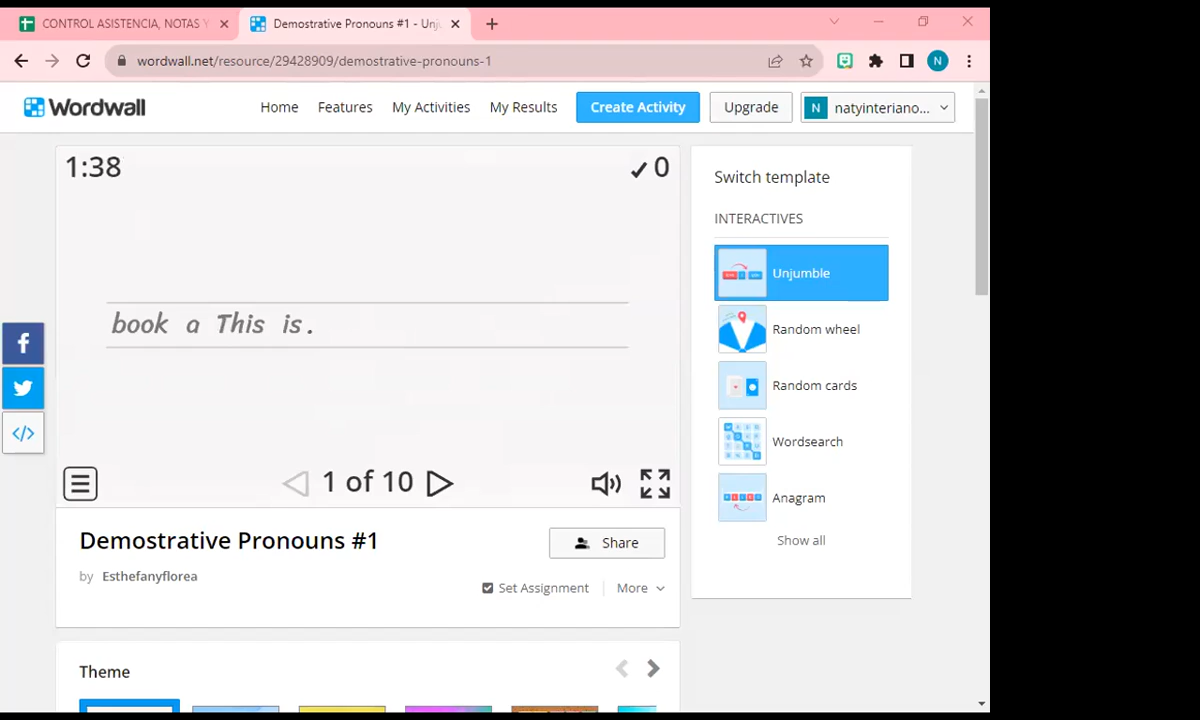 CONTROL ASISTENCIA, NOTAS Y
Demostrative Pronouns #1 - Unj
wordwall.net/resource/29428909/demostrative-pronouns-1
N
Wordwall
Home
Features
My Activities
My Results
Create Activity
Upgrade
N
natyinteriano...
1:38
0
book a This is.
1 of 10
Demostrative Pronouns #1
Share
by Esthefanyflorea
Set Assignment
More
Theme
Switch template
INTERACTIVES
Unjumble
Random wheel
Random cards
Wordsearch
Anagram
Show all